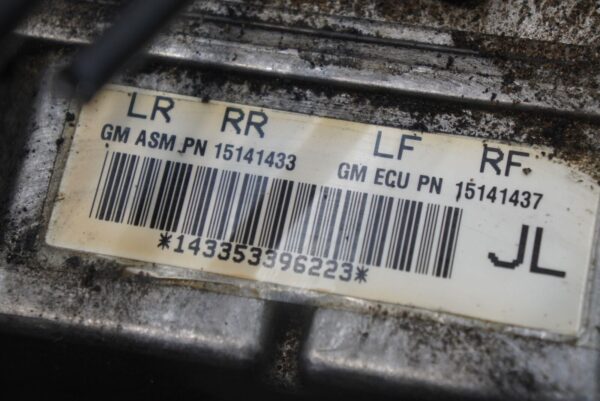 LR RR LF RF
GM ASM PN 15141433 GM ECU PN 15141437
*143353396223*
JL